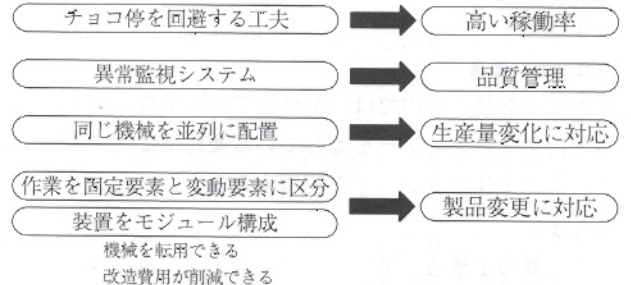 チョコ停を回避する工夫
高い稼働率
異常監視システム
品質管理
同じ機械を並列に配置
生産量変化に対応
作業を固定要素と変動要素に区分
装置をモジュール構成
製品変更に対応
機械を転用できる
改造費用が削減できる